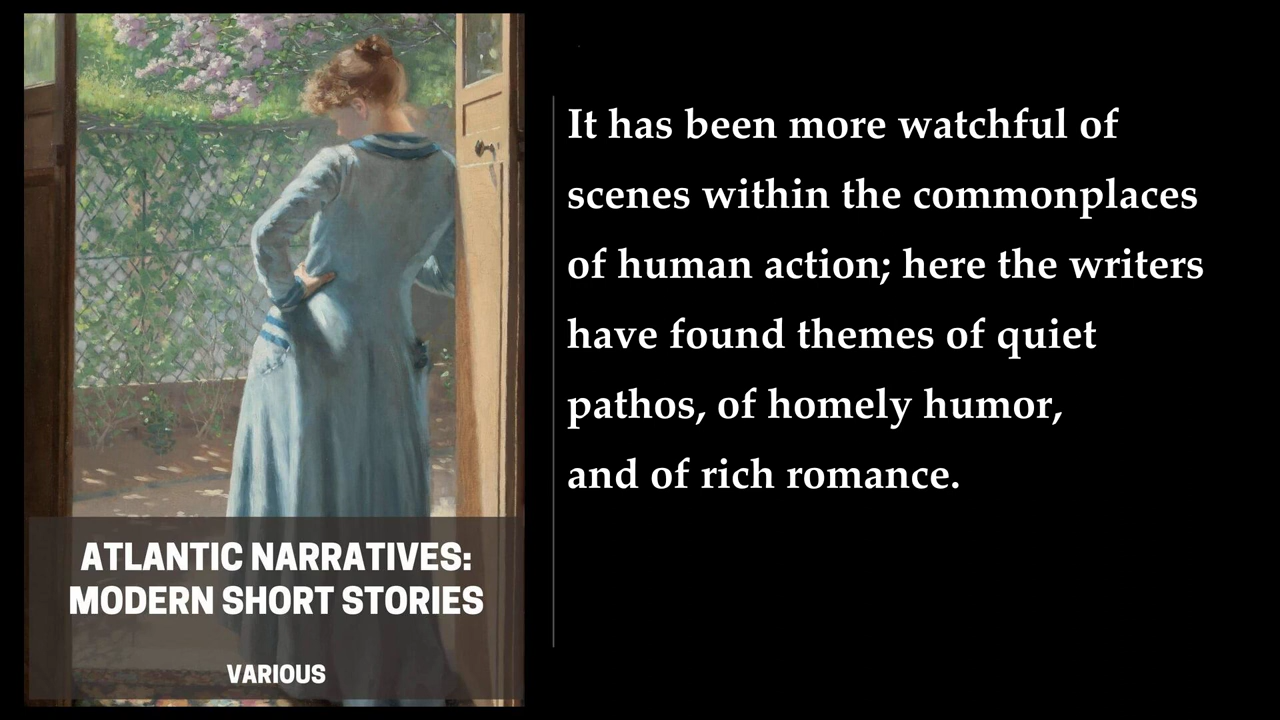 It has been more watchful of
scenes within the commonplaces
of human action; here the writers
have found themes of quiet
pathos, of homely humor,
and of rich romance.
ATLANTIC NARRATIVES:
MODERN SHORT STORIES
VARIOUS